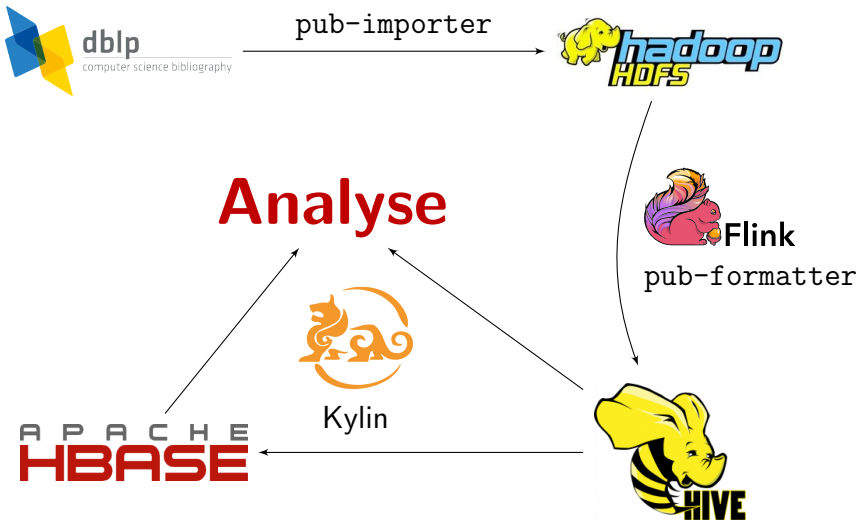 dblp
computer science bibliography
pub-importer
hadoop
HDFS
Analyse
Flink
pub-formatter
Kylin
APACHE
HBASE
HIVE